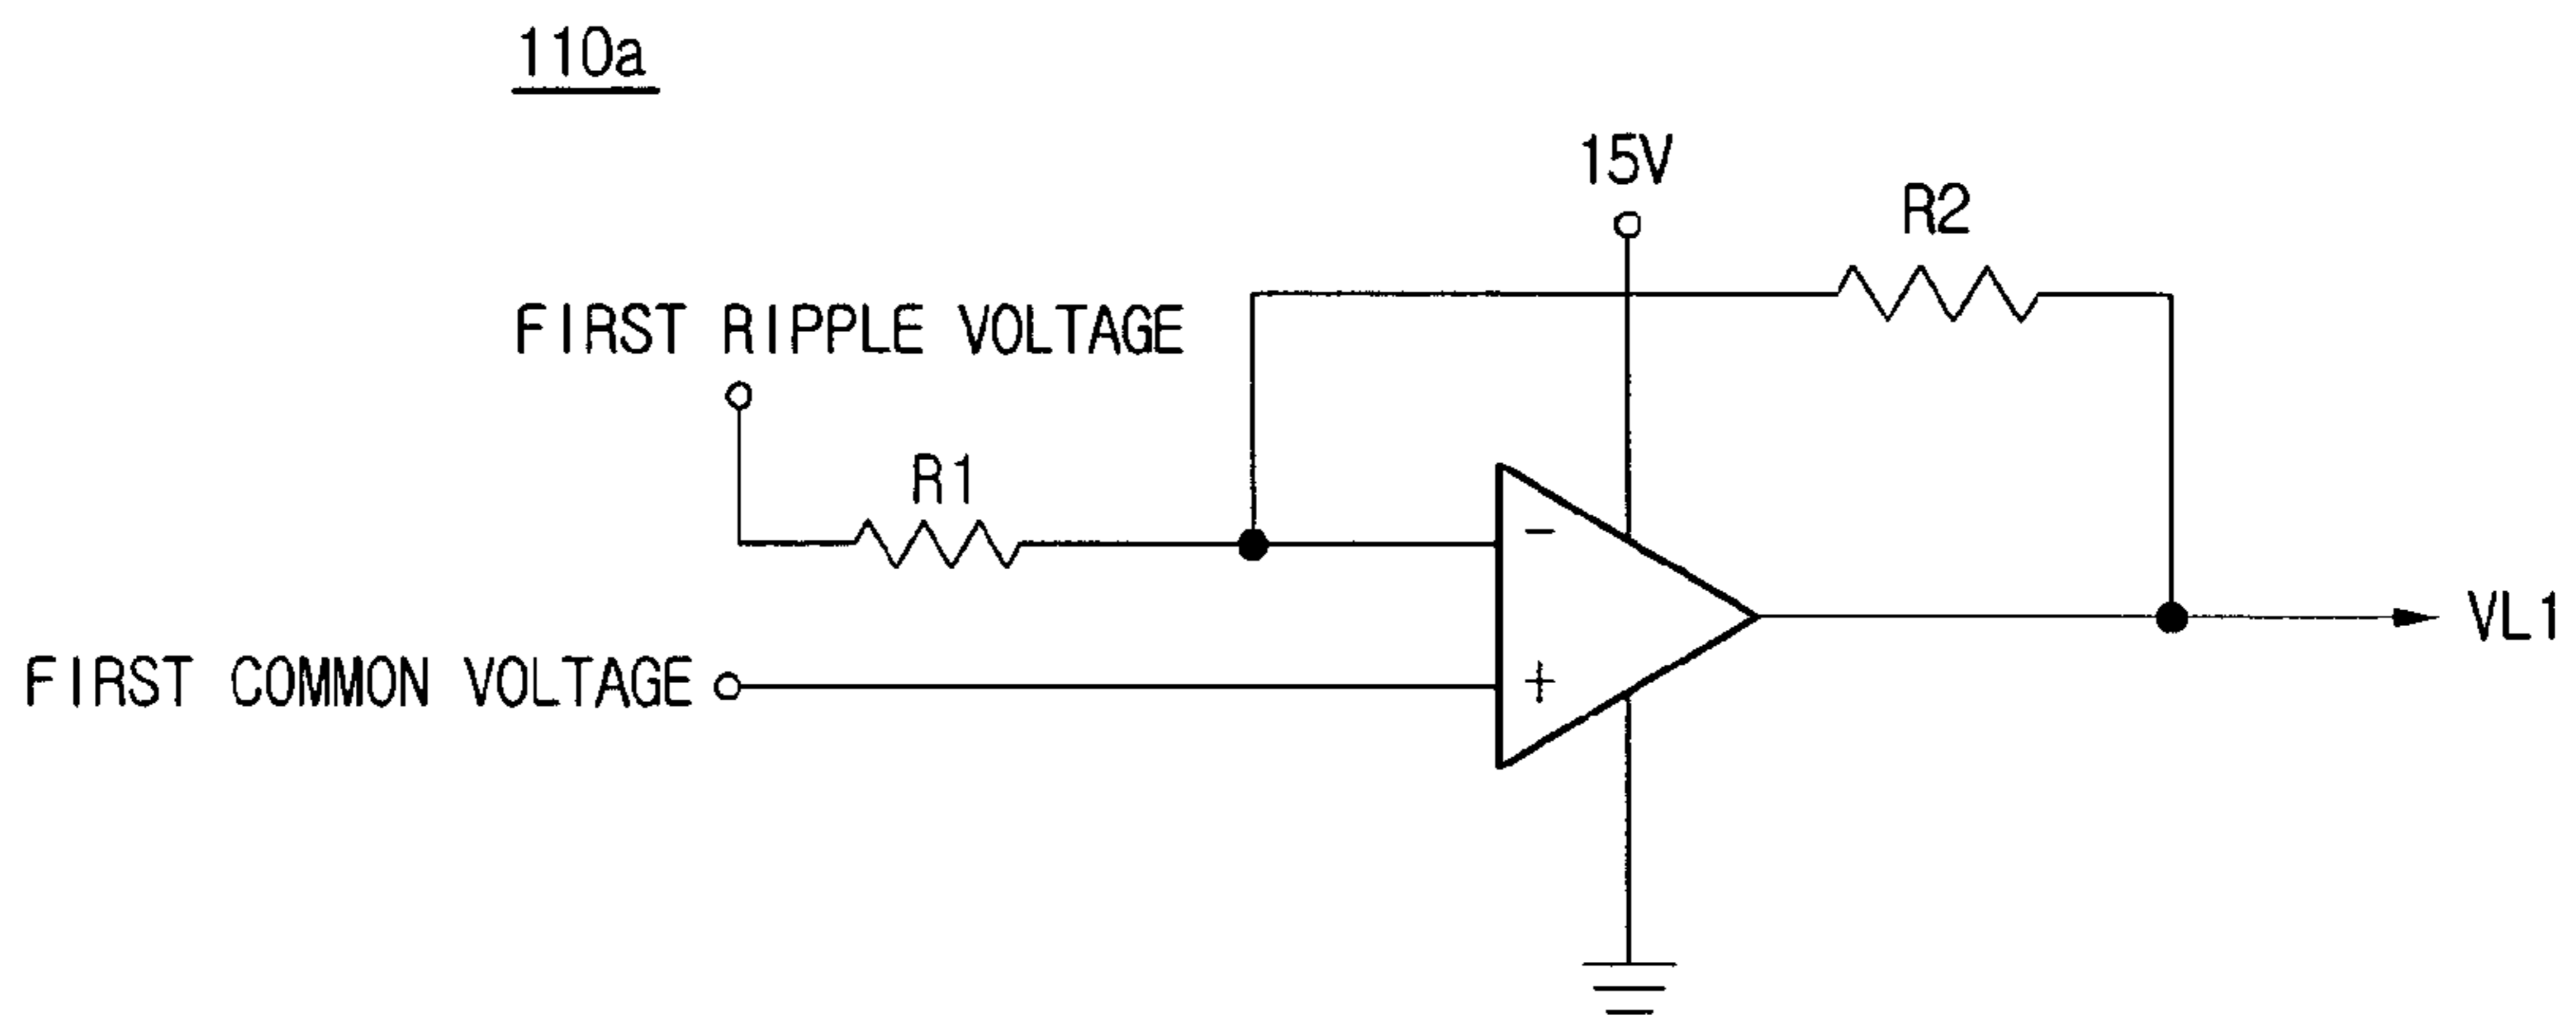 110a
15V
R2
FIRST RIPPLE VOLTAGE
R1
−
VL1
FIRST COMMON VOLTAGE
+